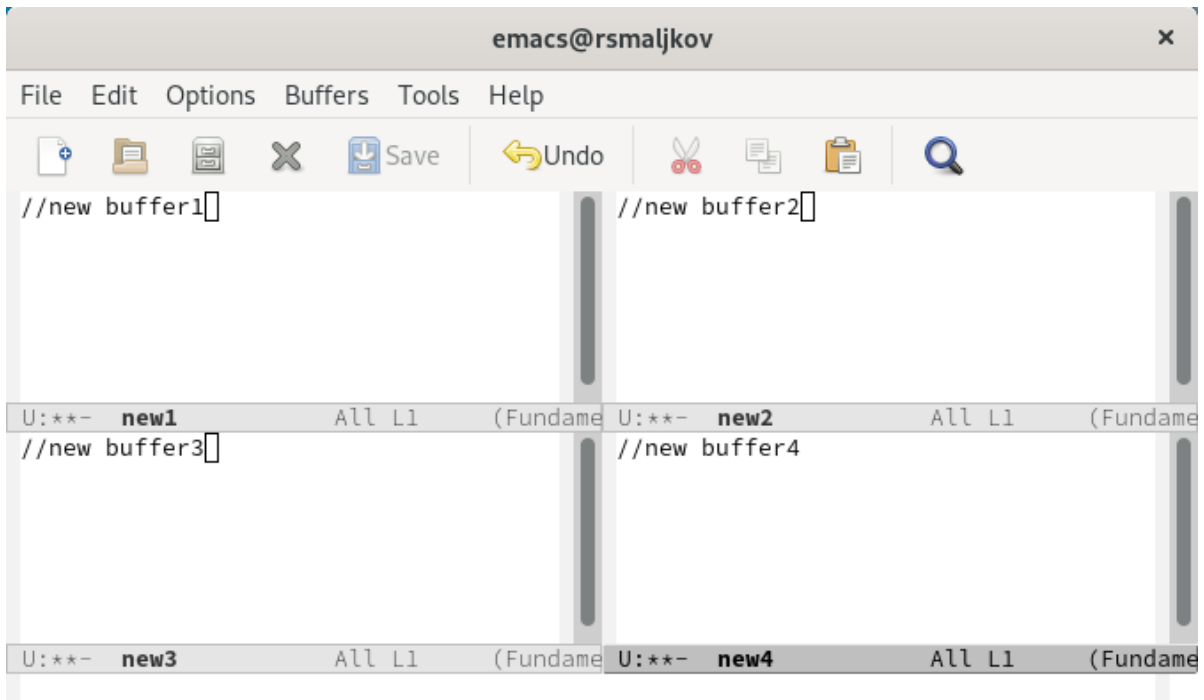 emacs@rsmaljkov ×
File Edit Options Buffers Tools Help
Save Undo
//new buffer1
U:**- new1 All L1 (Fundame
//new buffer2
U:**- new2 All L1 (Fundame
//new buffer3
U:**- new3 All L1 (Fundame
//new buffer4
U:**- new4 All L1 (Fundame